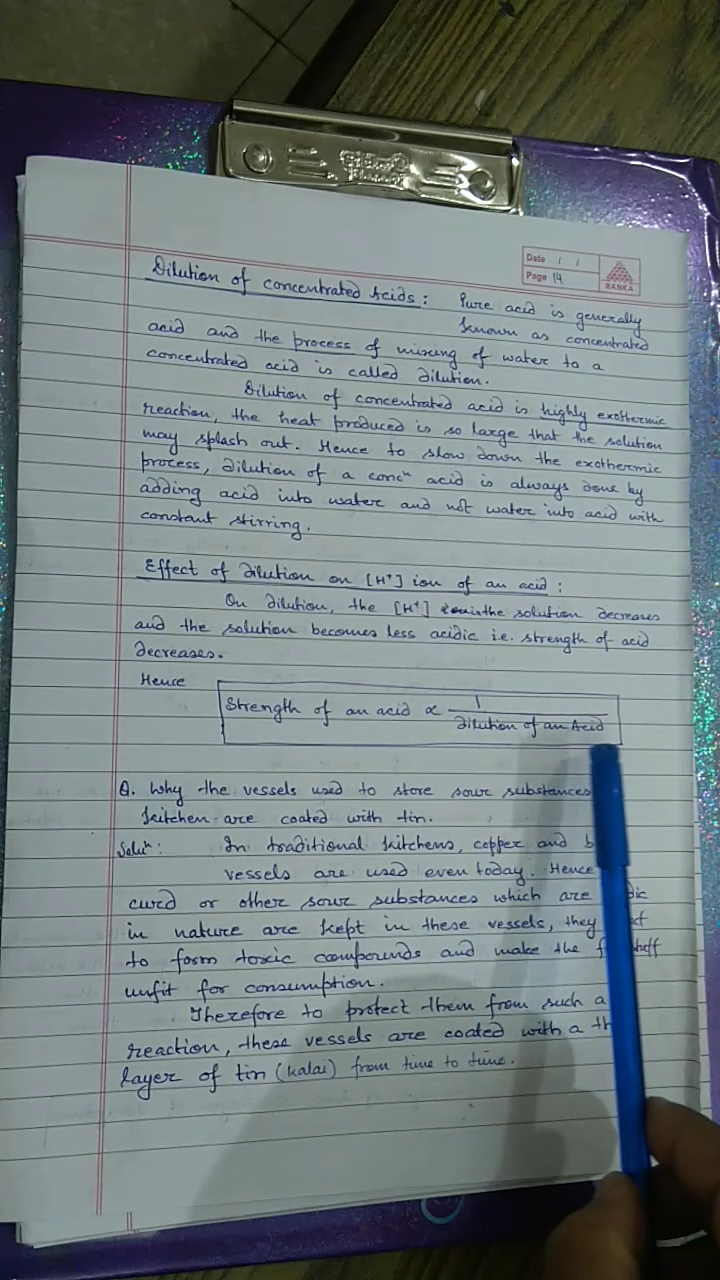 Date / /
Page 14
RANKA
Dilution of concentrated Acids : Pure acid is generally
known as concentrated
acid and the process of mixing of water to a
concentrated acid is called dilution.
Dilution of concentrated acid is highly exothermic
reaction, the heat produced is so large that the solution
may splash out. Hence to slow down the exothermic
process, dilution of a concⁿ acid is always done by
adding acid into water and not water into acid with
constant stirring.
Effect of dilution on [H⁺] ion of an acid :
On dilution, the [H⁺] the solution decreases
and the solution becomes less acidic i.e. strength of acid
decreases.
Hence
Strength of an acid ∝ 1
dilution of an Acid
Q. Why the vessels used to store sour substances
kitchen are coated with tin.
Soluⁿ: In traditional kitchens, copper and b
vessels are used even today. Hence
curd or other sour substances which are dic
in nature are kept in these vessels, they
to form toxic compounds and make the f
unfit for consumption.
Therefore to protect them from such a
reaction, these vessels are coated with a th
layer of tin (kalai) from time to time.